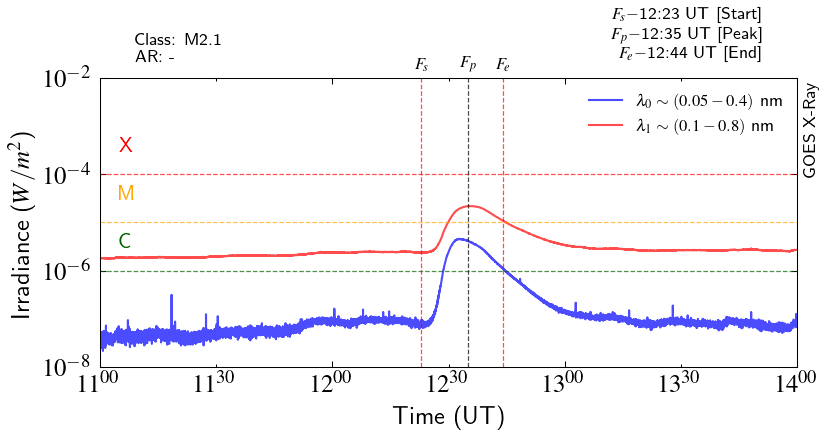 Class: M2.1
AR: -
Fs−12:23 UT [Start]
Fp−12:35 UT [Peak]
Fe−12:44 UT [End]
Fs
Fp
Fe
λ0 ∼ (0.05 − 0.4) nm
λ1 ∼ (0.1 − 0.8) nm
GOES X-Ray
Irradiance (W/m²)
10⁻²
10⁻⁴
10⁻⁶
10⁻⁸
X
M
C
11⁰⁰
11³⁰
12⁰⁰
12³⁰
13⁰⁰
13³⁰
14⁰⁰
Time (UT)